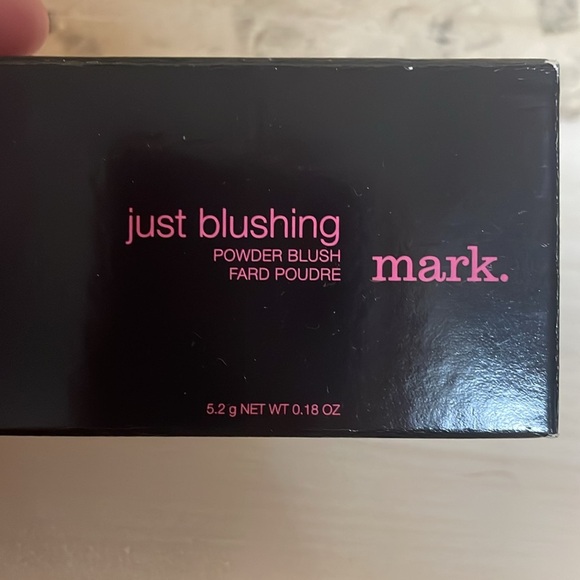 just blushing
POWDER BLUSH
FARD POUDRE
mark.
5.2 g NET WT 0.18 OZ